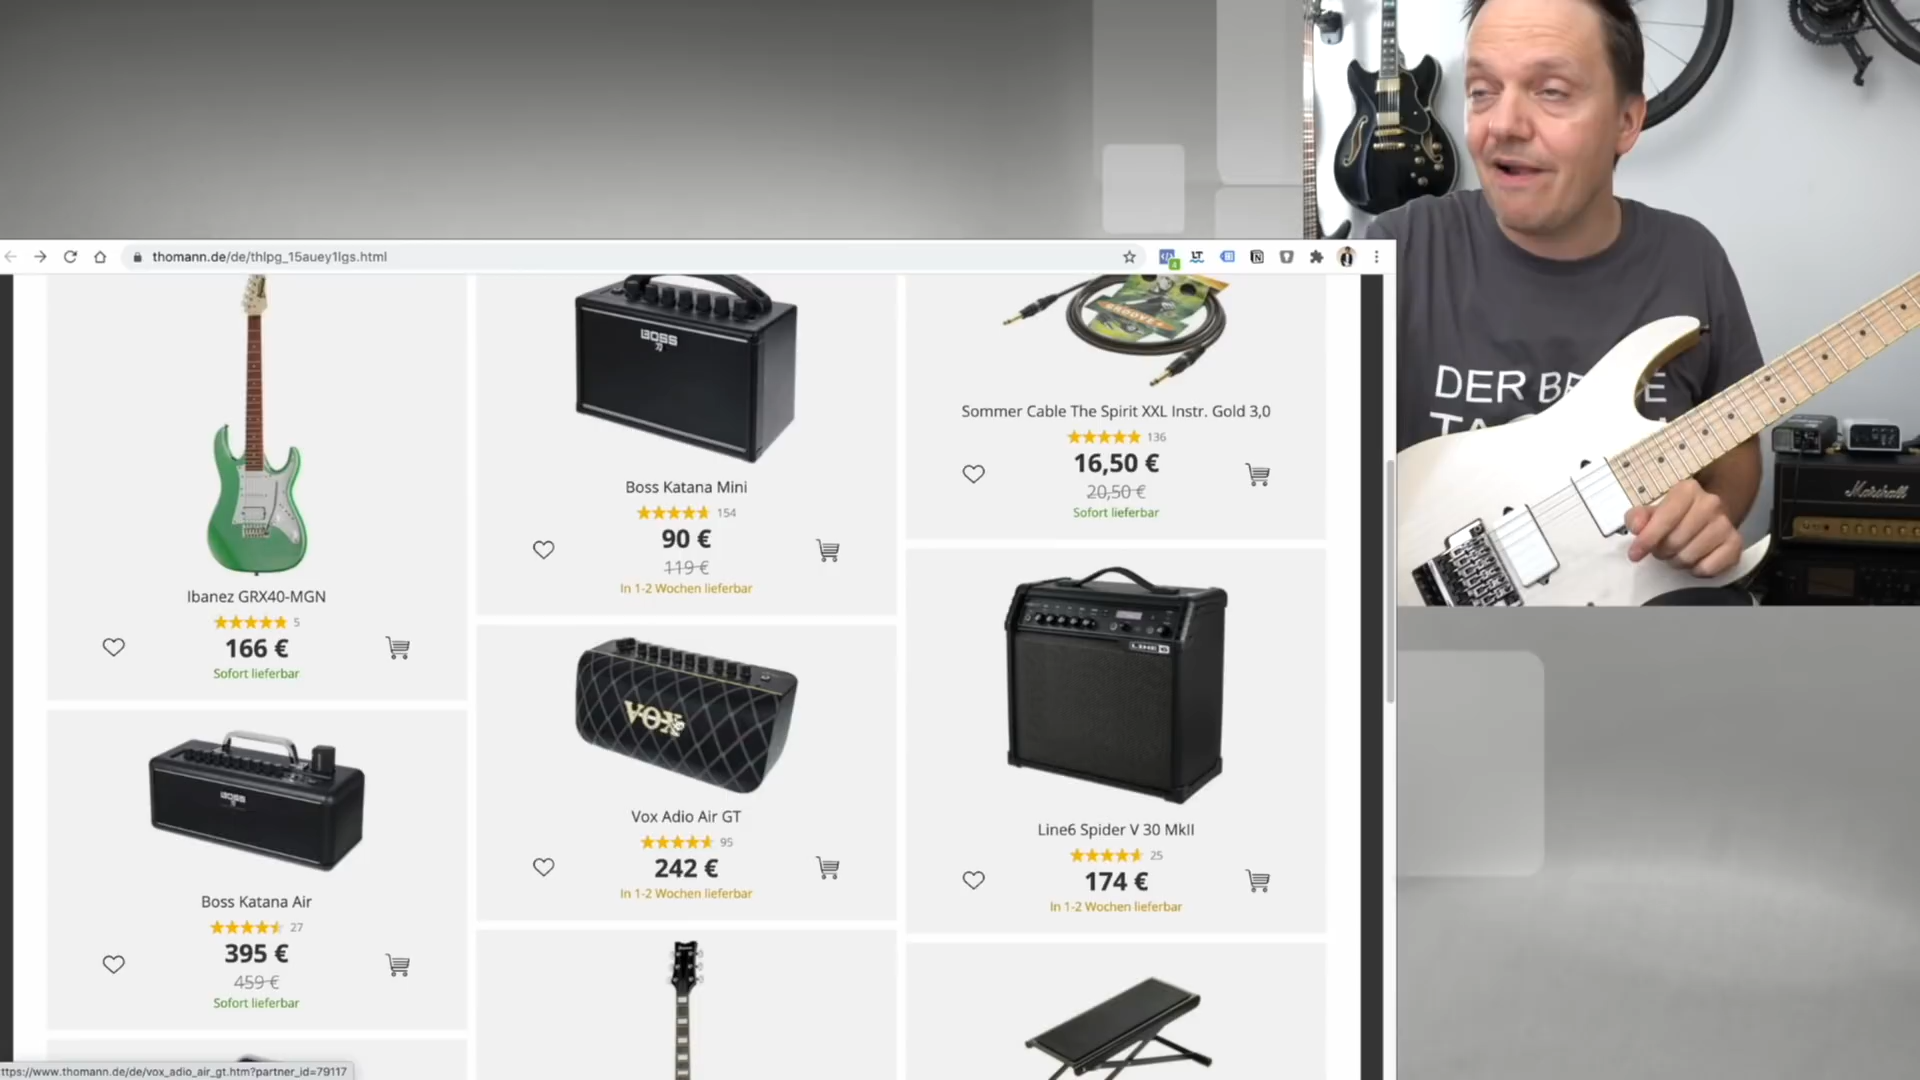 thomann.de/de/thlpg_15auey1lgs.html
BOSS
Ibanez GRX40-MGN
5
166 €
Sofort lieferbar
BOSS
Boss Katana Air
27
395 €
459 €
Sofort lieferbar
Boss Katana Mini
154
90 €
119 €
In 1-2 Wochen lieferbar
VOX
Vox Adio Air GT
95
242 €
In 1-2 Wochen lieferbar
GROOVE
Sommer Cable The Spirit XXL Instr. Gold 3,0
136
16,50 €
20,50 €
Sofort lieferbar
LINE 6
Line6 Spider V 30 MkII
25
174 €
In 1-2 Wochen lieferbar
ttps://www.thomann.de/de/vox_adio_air_gt.htm?partner_id=79117
DER
Marshall